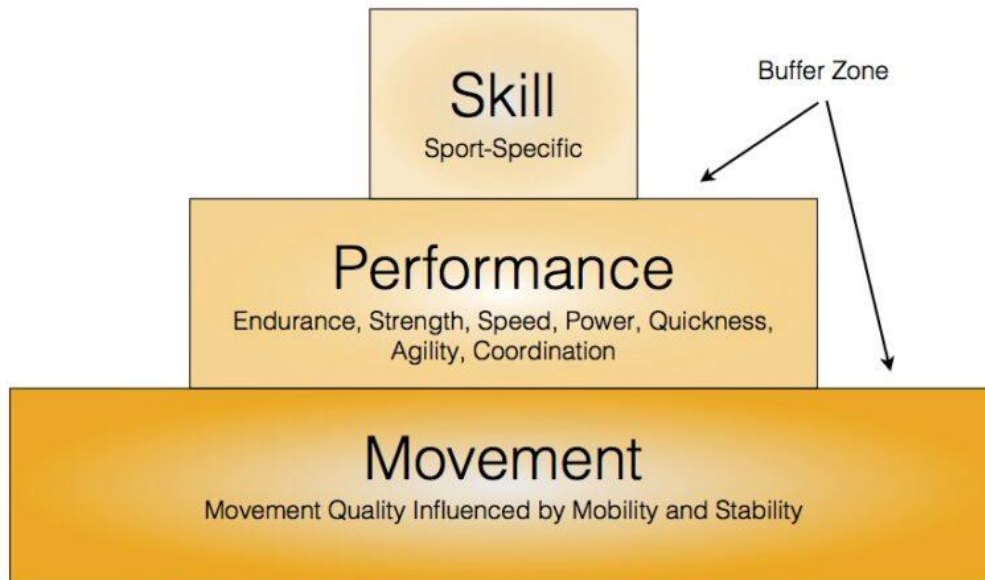 Skill
Sport-Specific
Buffer Zone
Performance
Endurance, Strength, Speed, Power, Quickness,
Agility, Coordination
Movement
Movement Quality Influenced by Mobility and Stability